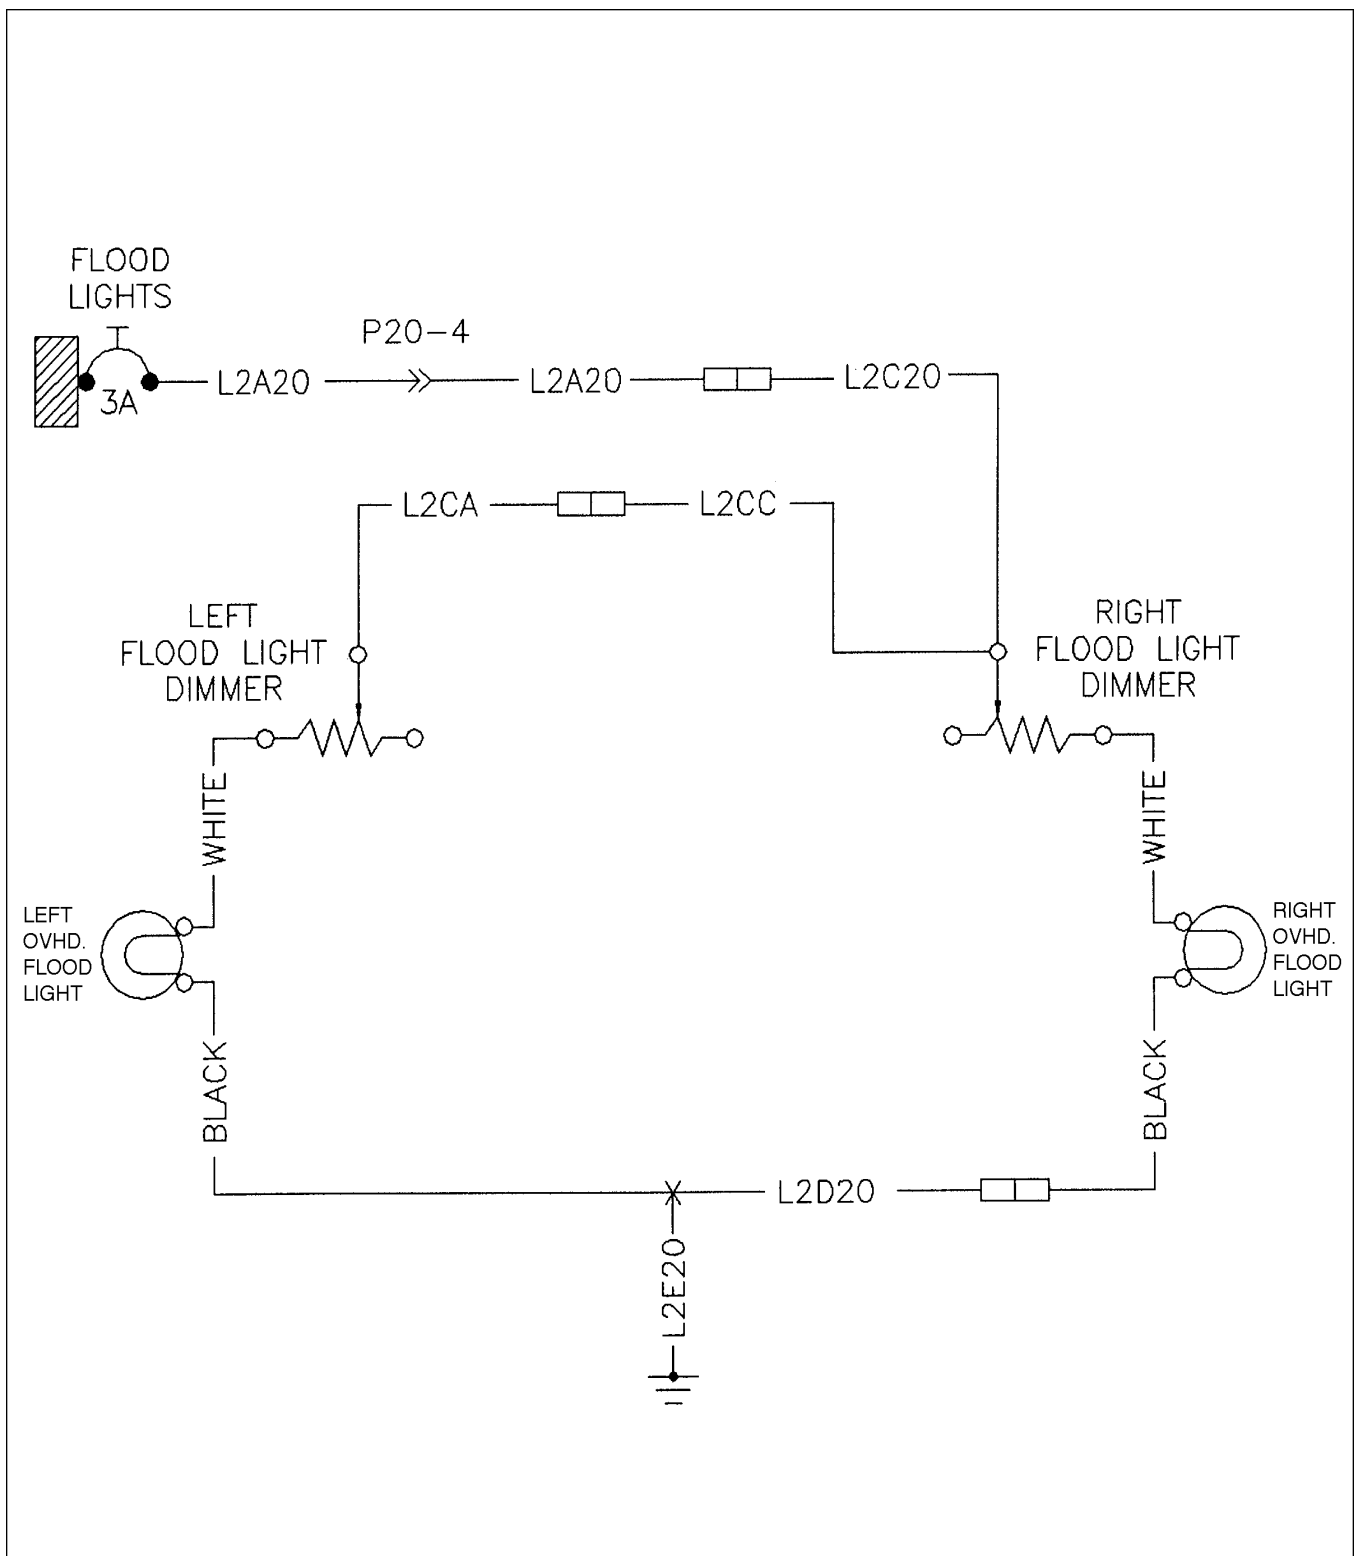 FLOOD
LIGHTS
3A
L2A20
P20-4
L2A20
L2C20
L2CA
L2CC
LEFT
FLOOD LIGHT
DIMMER
RIGHT
FLOOD LIGHT
DIMMER
WHITE
WHITE
LEFT
OVHD.
FLOOD
LIGHT
RIGHT
OVHD.
FLOOD
LIGHT
BLACK
BLACK
L2D20
L2E20